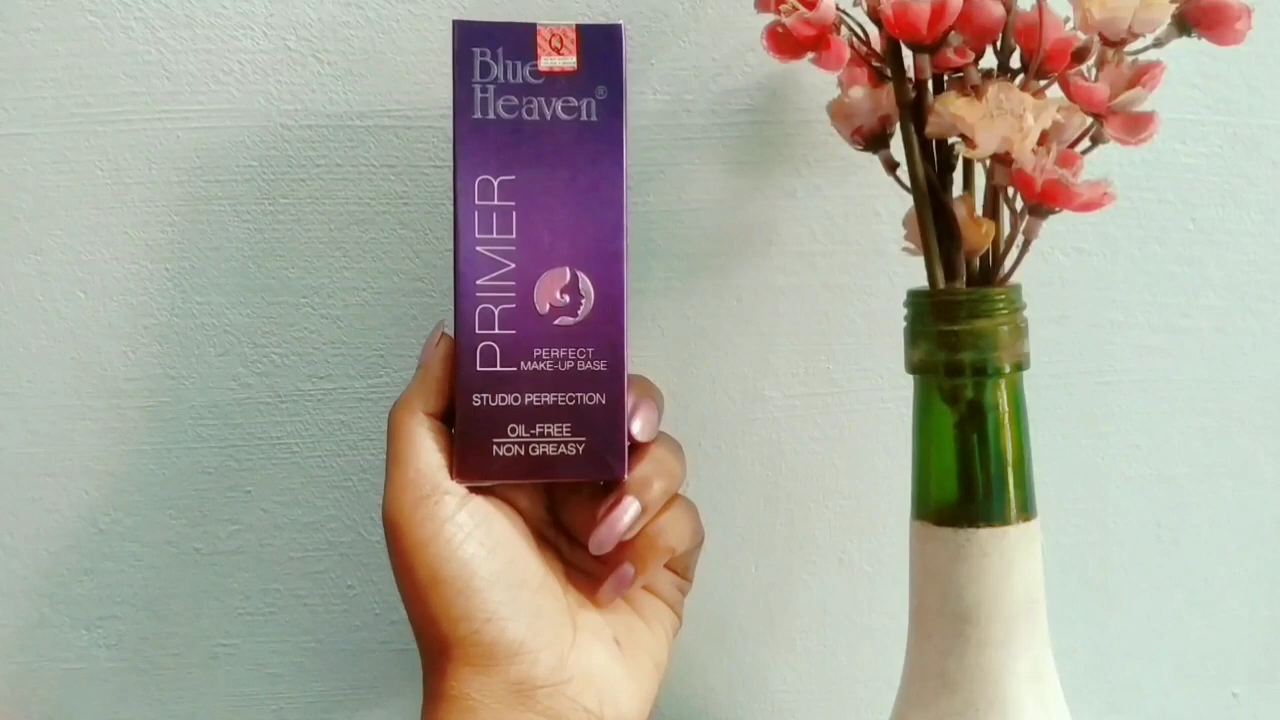 Blue
Heaven®
Q
PRIMER
PERFECT
MAKE-UP BASE
STUDIO PERFECTION
OIL-FREE
NON GREASY